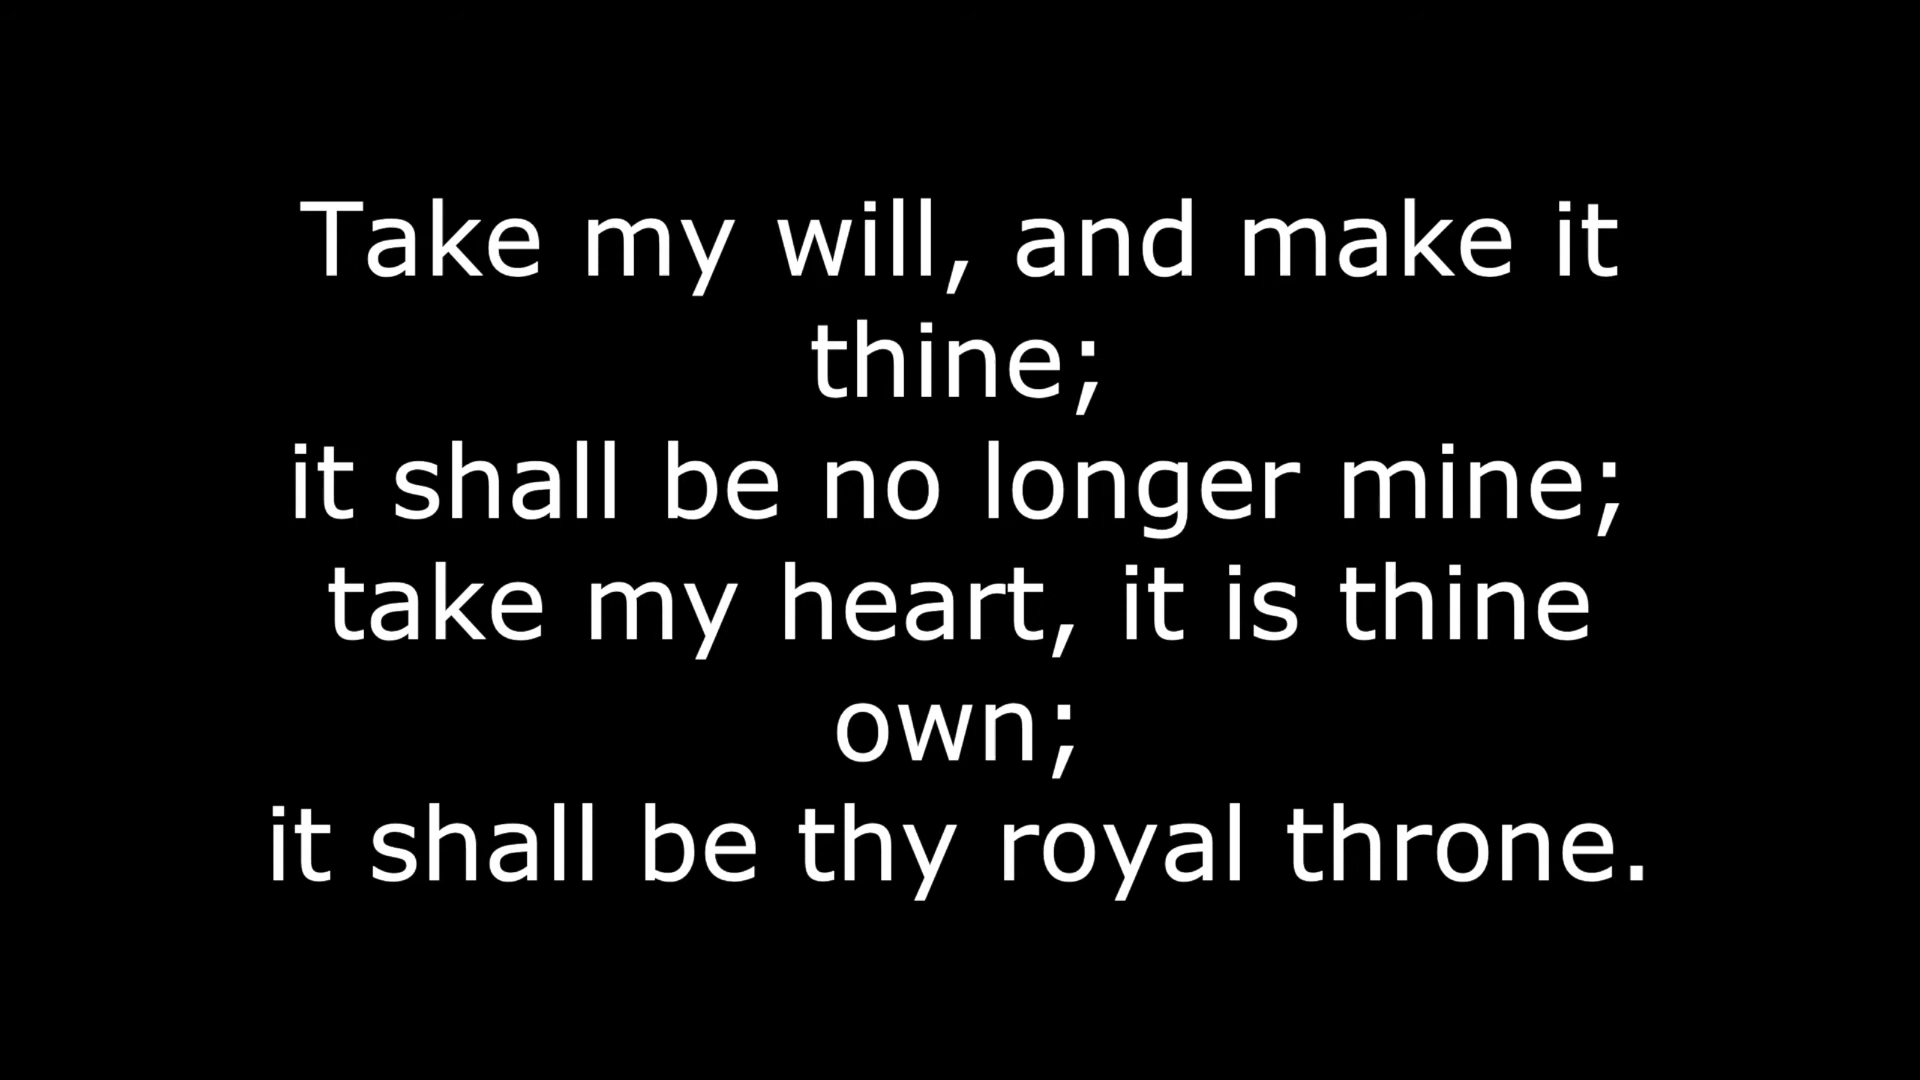 Take my will, and make it
thine;
it shall be no longer mine;
take my heart, it is thine
own;
it shall be thy royal throne.